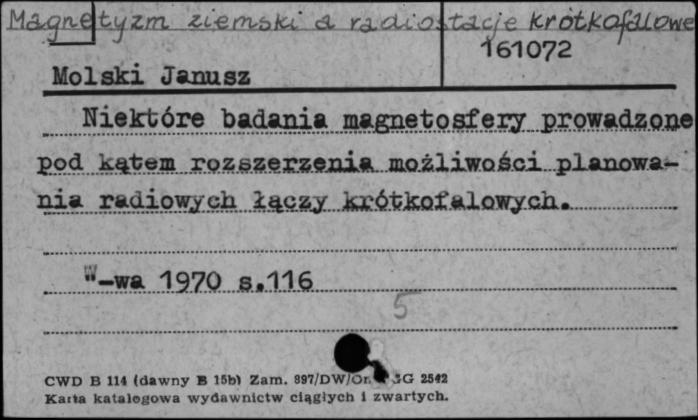 Magnetyzm ziemski a radiostacje krótkofalowe
161072
Molski Janusz
Niektóre badania magnetosfery prowadzone
pod kątem rozszerzenia możliwości planowa-
nia radiowych łączy krótkofalowych.
W-wa 1970 s.116
5
CWD B 114 (dawny B 15b) Zam. 897/DW/ 2542
Karta katalogowa wydawnictw ciągłych i zwartych.